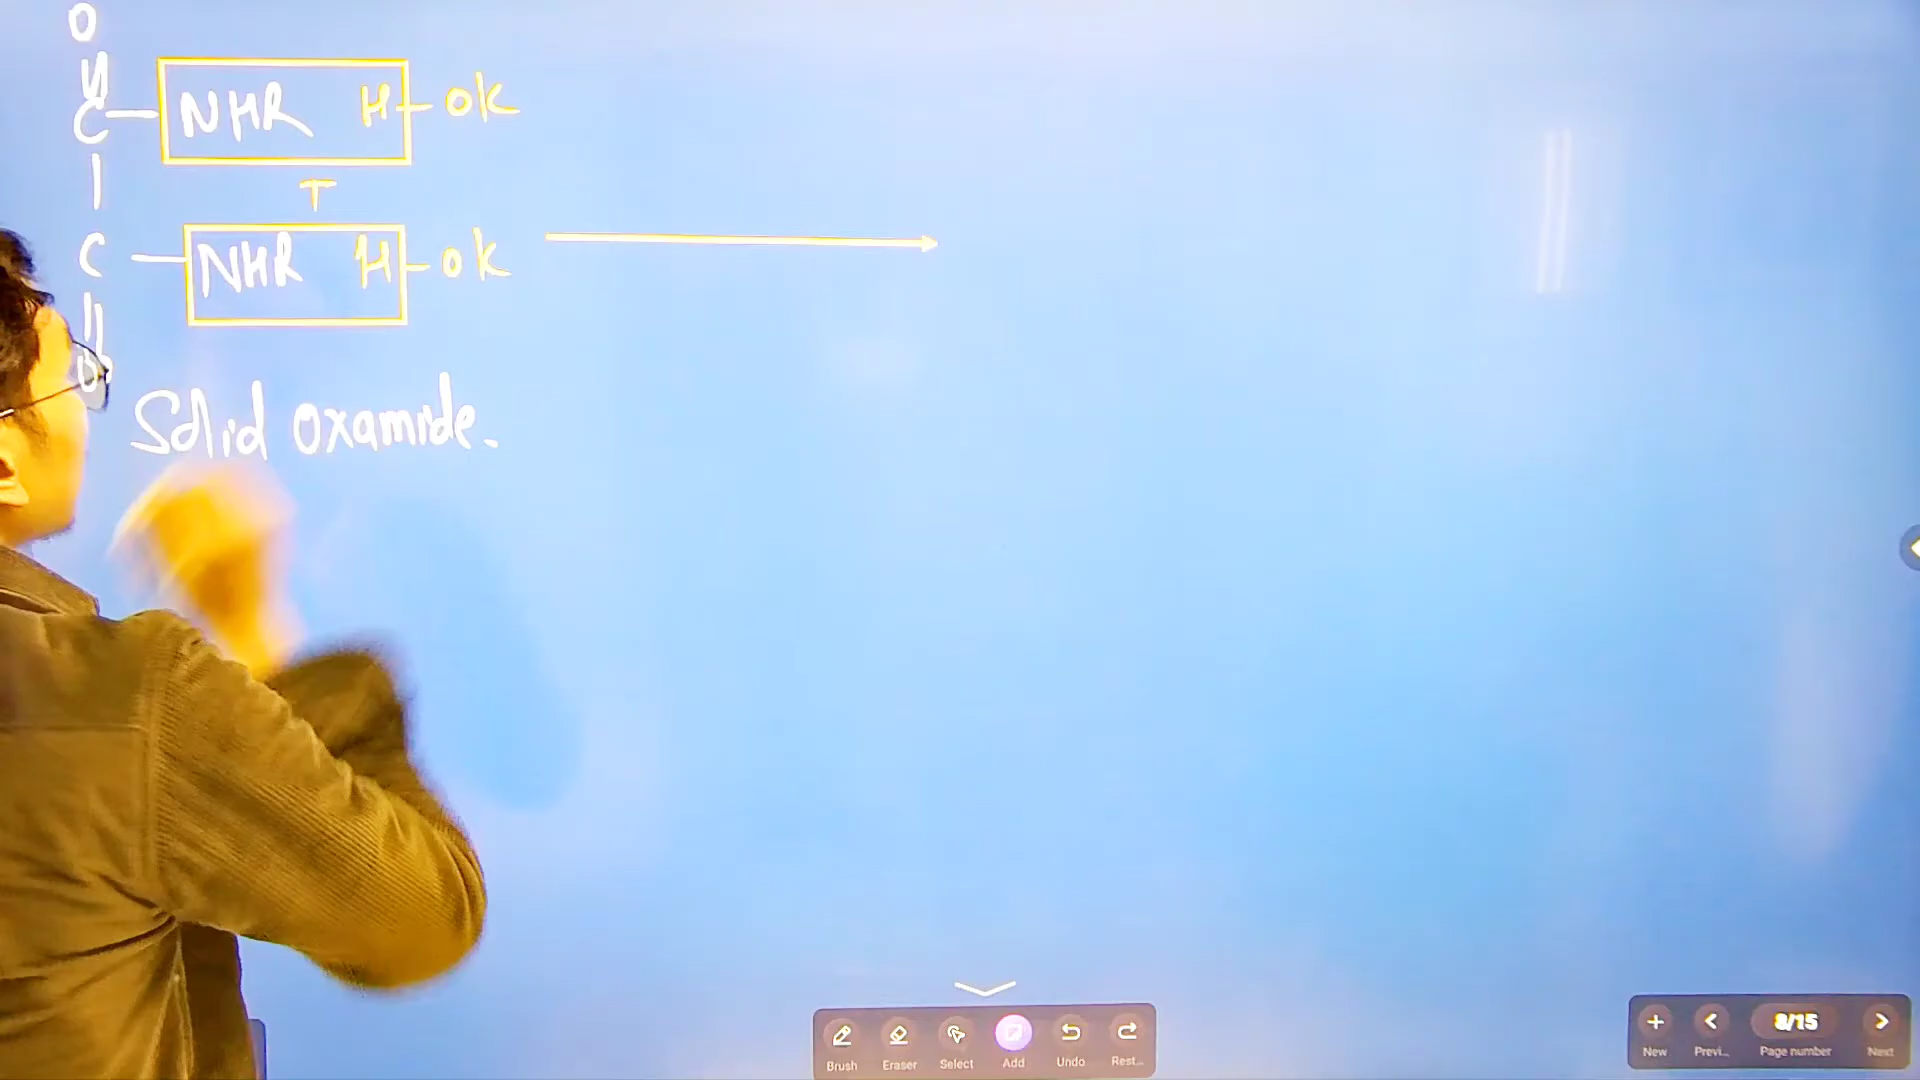 O
||
C — NHR H - OK
|
T
C — NHR H - OK
||
O
Solid oxamide.
Brush Eraser Select Add Undo Rest...
8/15
New Previ... Page number Next